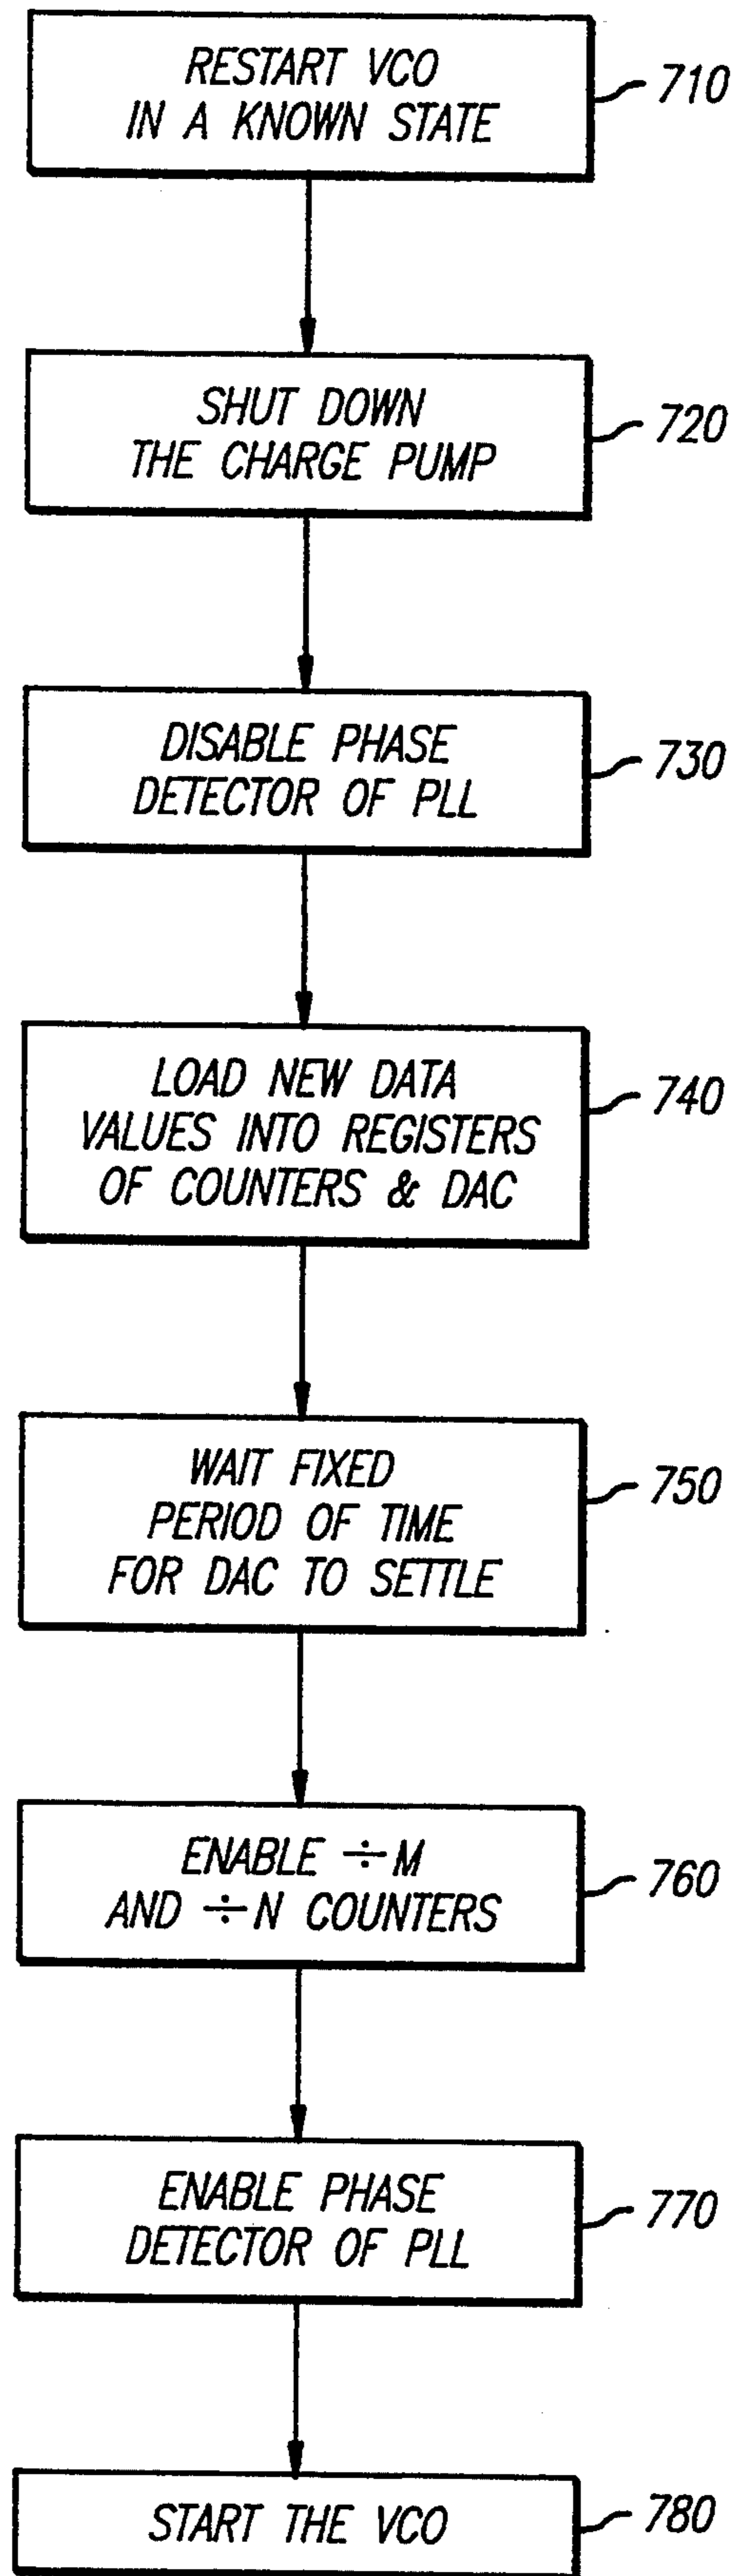 RESTART VCO
IN A KNOWN STATE
710
SHUT DOWN
THE CHARGE PUMP
720
DISABLE PHASE
DETECTOR OF PLL
730
LOAD NEW DATA
VALUES INTO REGISTERS
OF COUNTERS & DAC
740
WAIT FIXED
PERIOD OF TIME
FOR DAC TO SETTLE
750
ENABLE ÷M
AND ÷N COUNTERS
760
ENABLE PHASE
DETECTOR OF PLL
770
START THE VCO
780